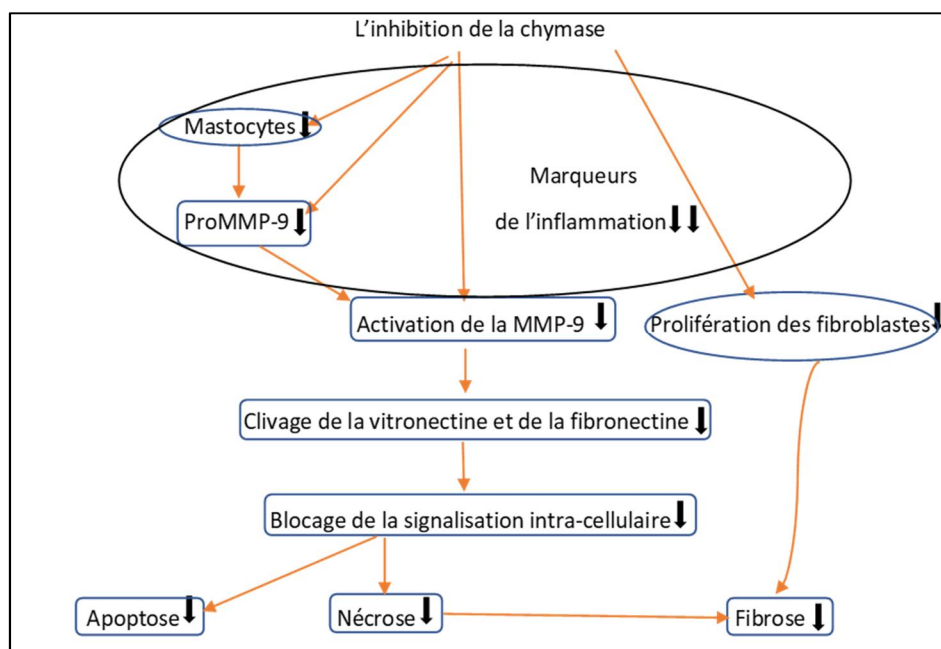 L'inhibition de la chymase
Mastocytes
Marqueurs
ProMMP-9
de l'inflammation
Activation de la MMP-9
Prolifération des fibroblastes
Clivage de la vitronectine et de la fibronectine
Blocage de la signalisation intra-cellulaire
Apoptose
Nécrose
Fibrose